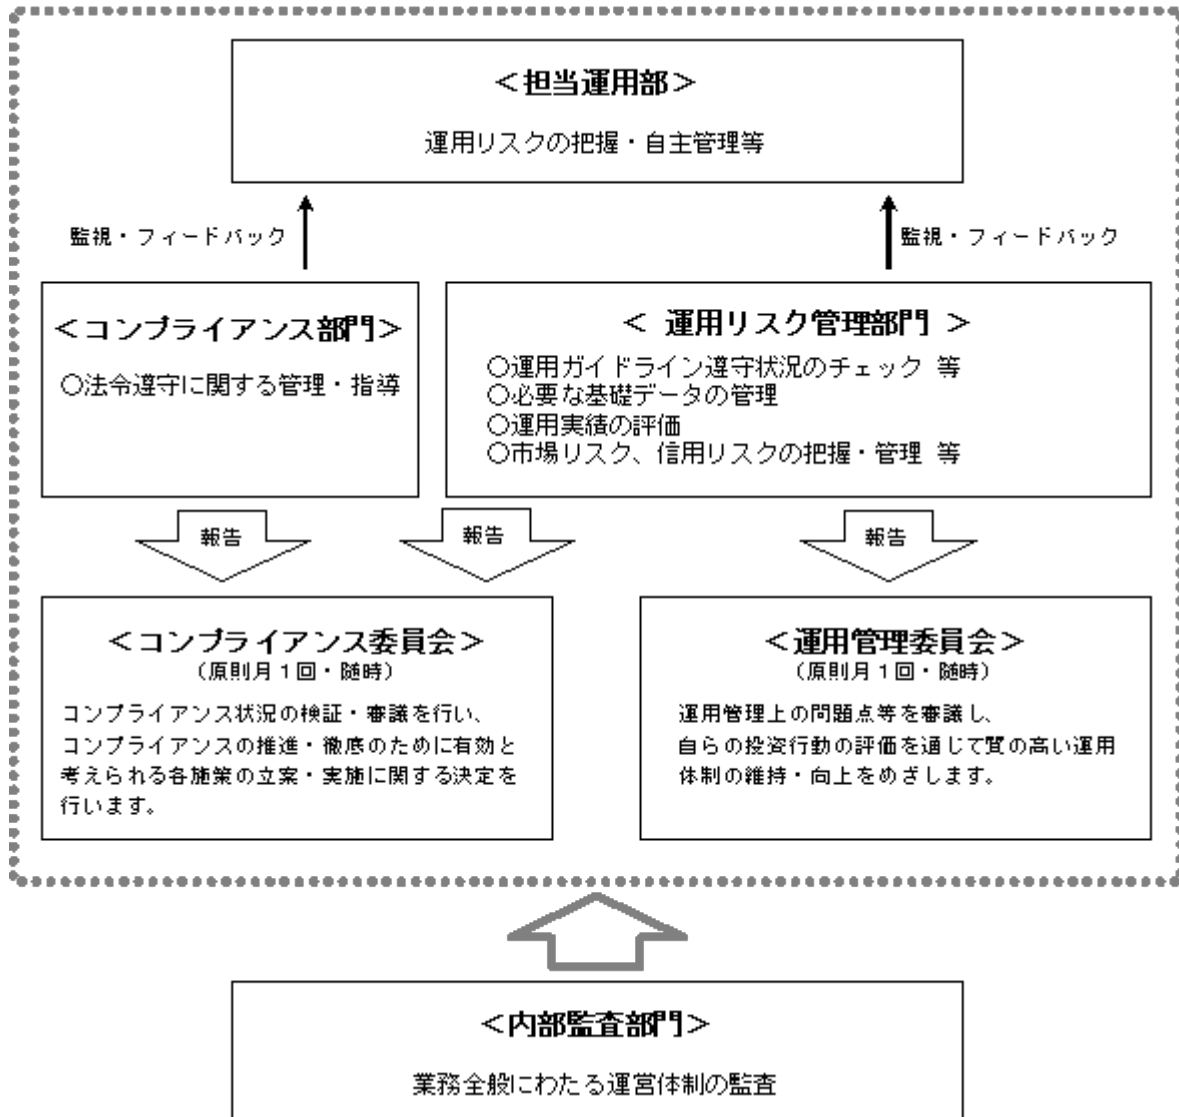 ＜担当運用部＞
運用リスクの把握・自主管理等
監視・フィードバック
監視・フィードバック
＜コンプライアンス部門＞
○法令遵守に関する管理・指導
＜ 運用リスク管理部門 ＞
○運用ガイドライン遵守状況のチェック 等
○必要な基礎データの管理
○運用実績の評価
○市場リスク、信用リスクの把握・管理 等
報告
報告
報告
＜コンプライアンス委員会＞
（原則月１回・随時）
コンプライアンス状況の検証・審議を行い、
コンプライアンスの推進・徹底のために有効と
考えられる各施策の立案・実施に関する決定を
行います。
＜運用管理委員会＞
（原則月１回・随時）
運用管理上の問題点等を審議し、
自らの投資行動の評価を通じて質の高い運用
体制の維持・向上をめざします。
＜内部監査部門＞
業務全般にわたる運営体制の監査